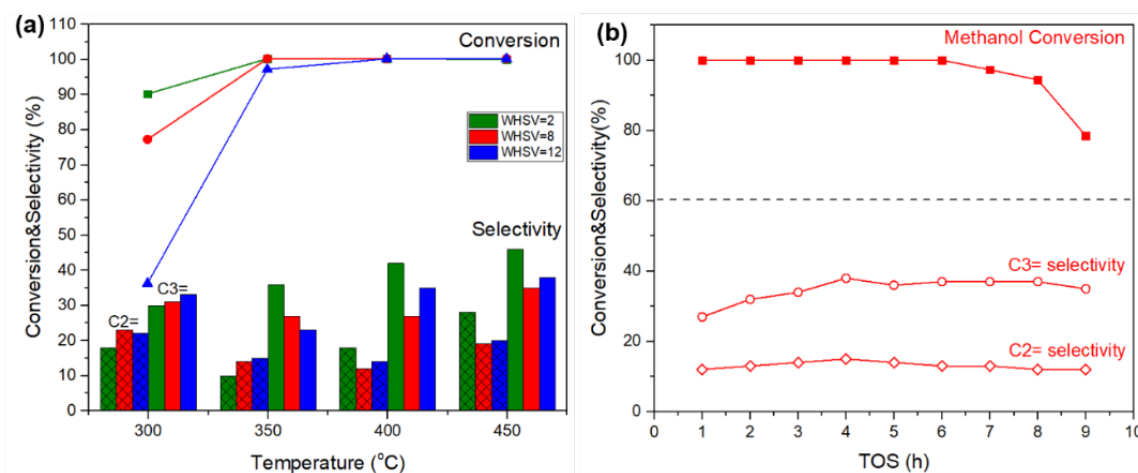 (a)
Conversion&Selectivity (%)
110
100
90
80
70
60
50
40
30
20
10
0
Conversion
WHSV=2
WHSV=8
WHSV=12
Selectivity
C2=
C3=
300
350
400
450
Temperature (°C)
(b)
Conversion&Selectivity(%)
100
80
60
40
20
0
Methanol Conversion
C3= selectivity
C2= selectivity
0
1
2
3
4
5
6
7
8
9
10
TOS (h)